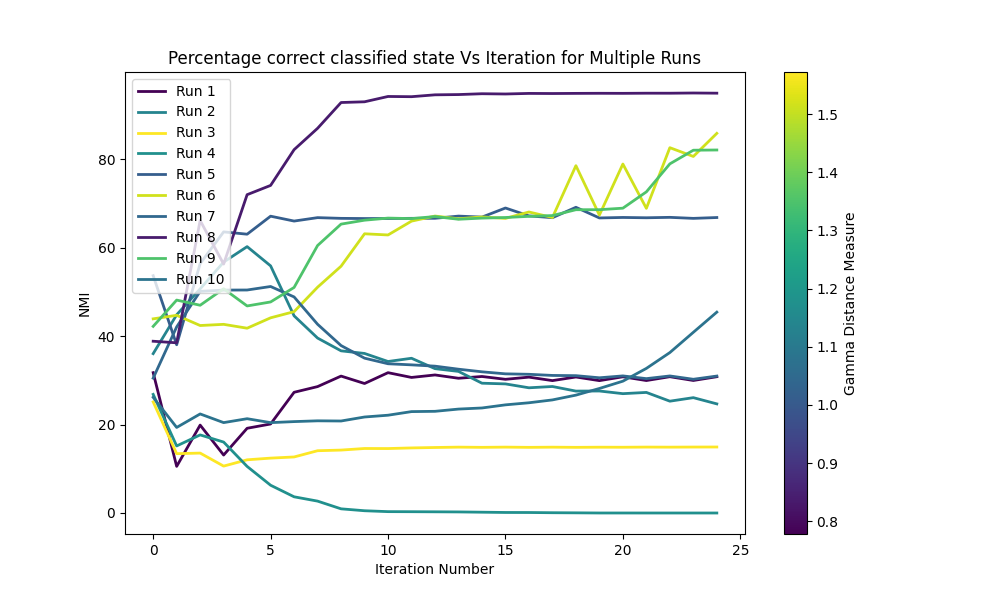 Percentage correct classified state Vs Iteration for Multiple Runs
Run 1
Run 2
Run 3
Run 4
Run 5
Run 6
Run 7
Run 8
Run 9
Run 10
NMI
80
60
40
20
0
0 5 10 15 20 25
Iteration Number
1.5
1.4
1.3
1.2
1.1
1.0
0.9
0.8
Gamma Distance Measure